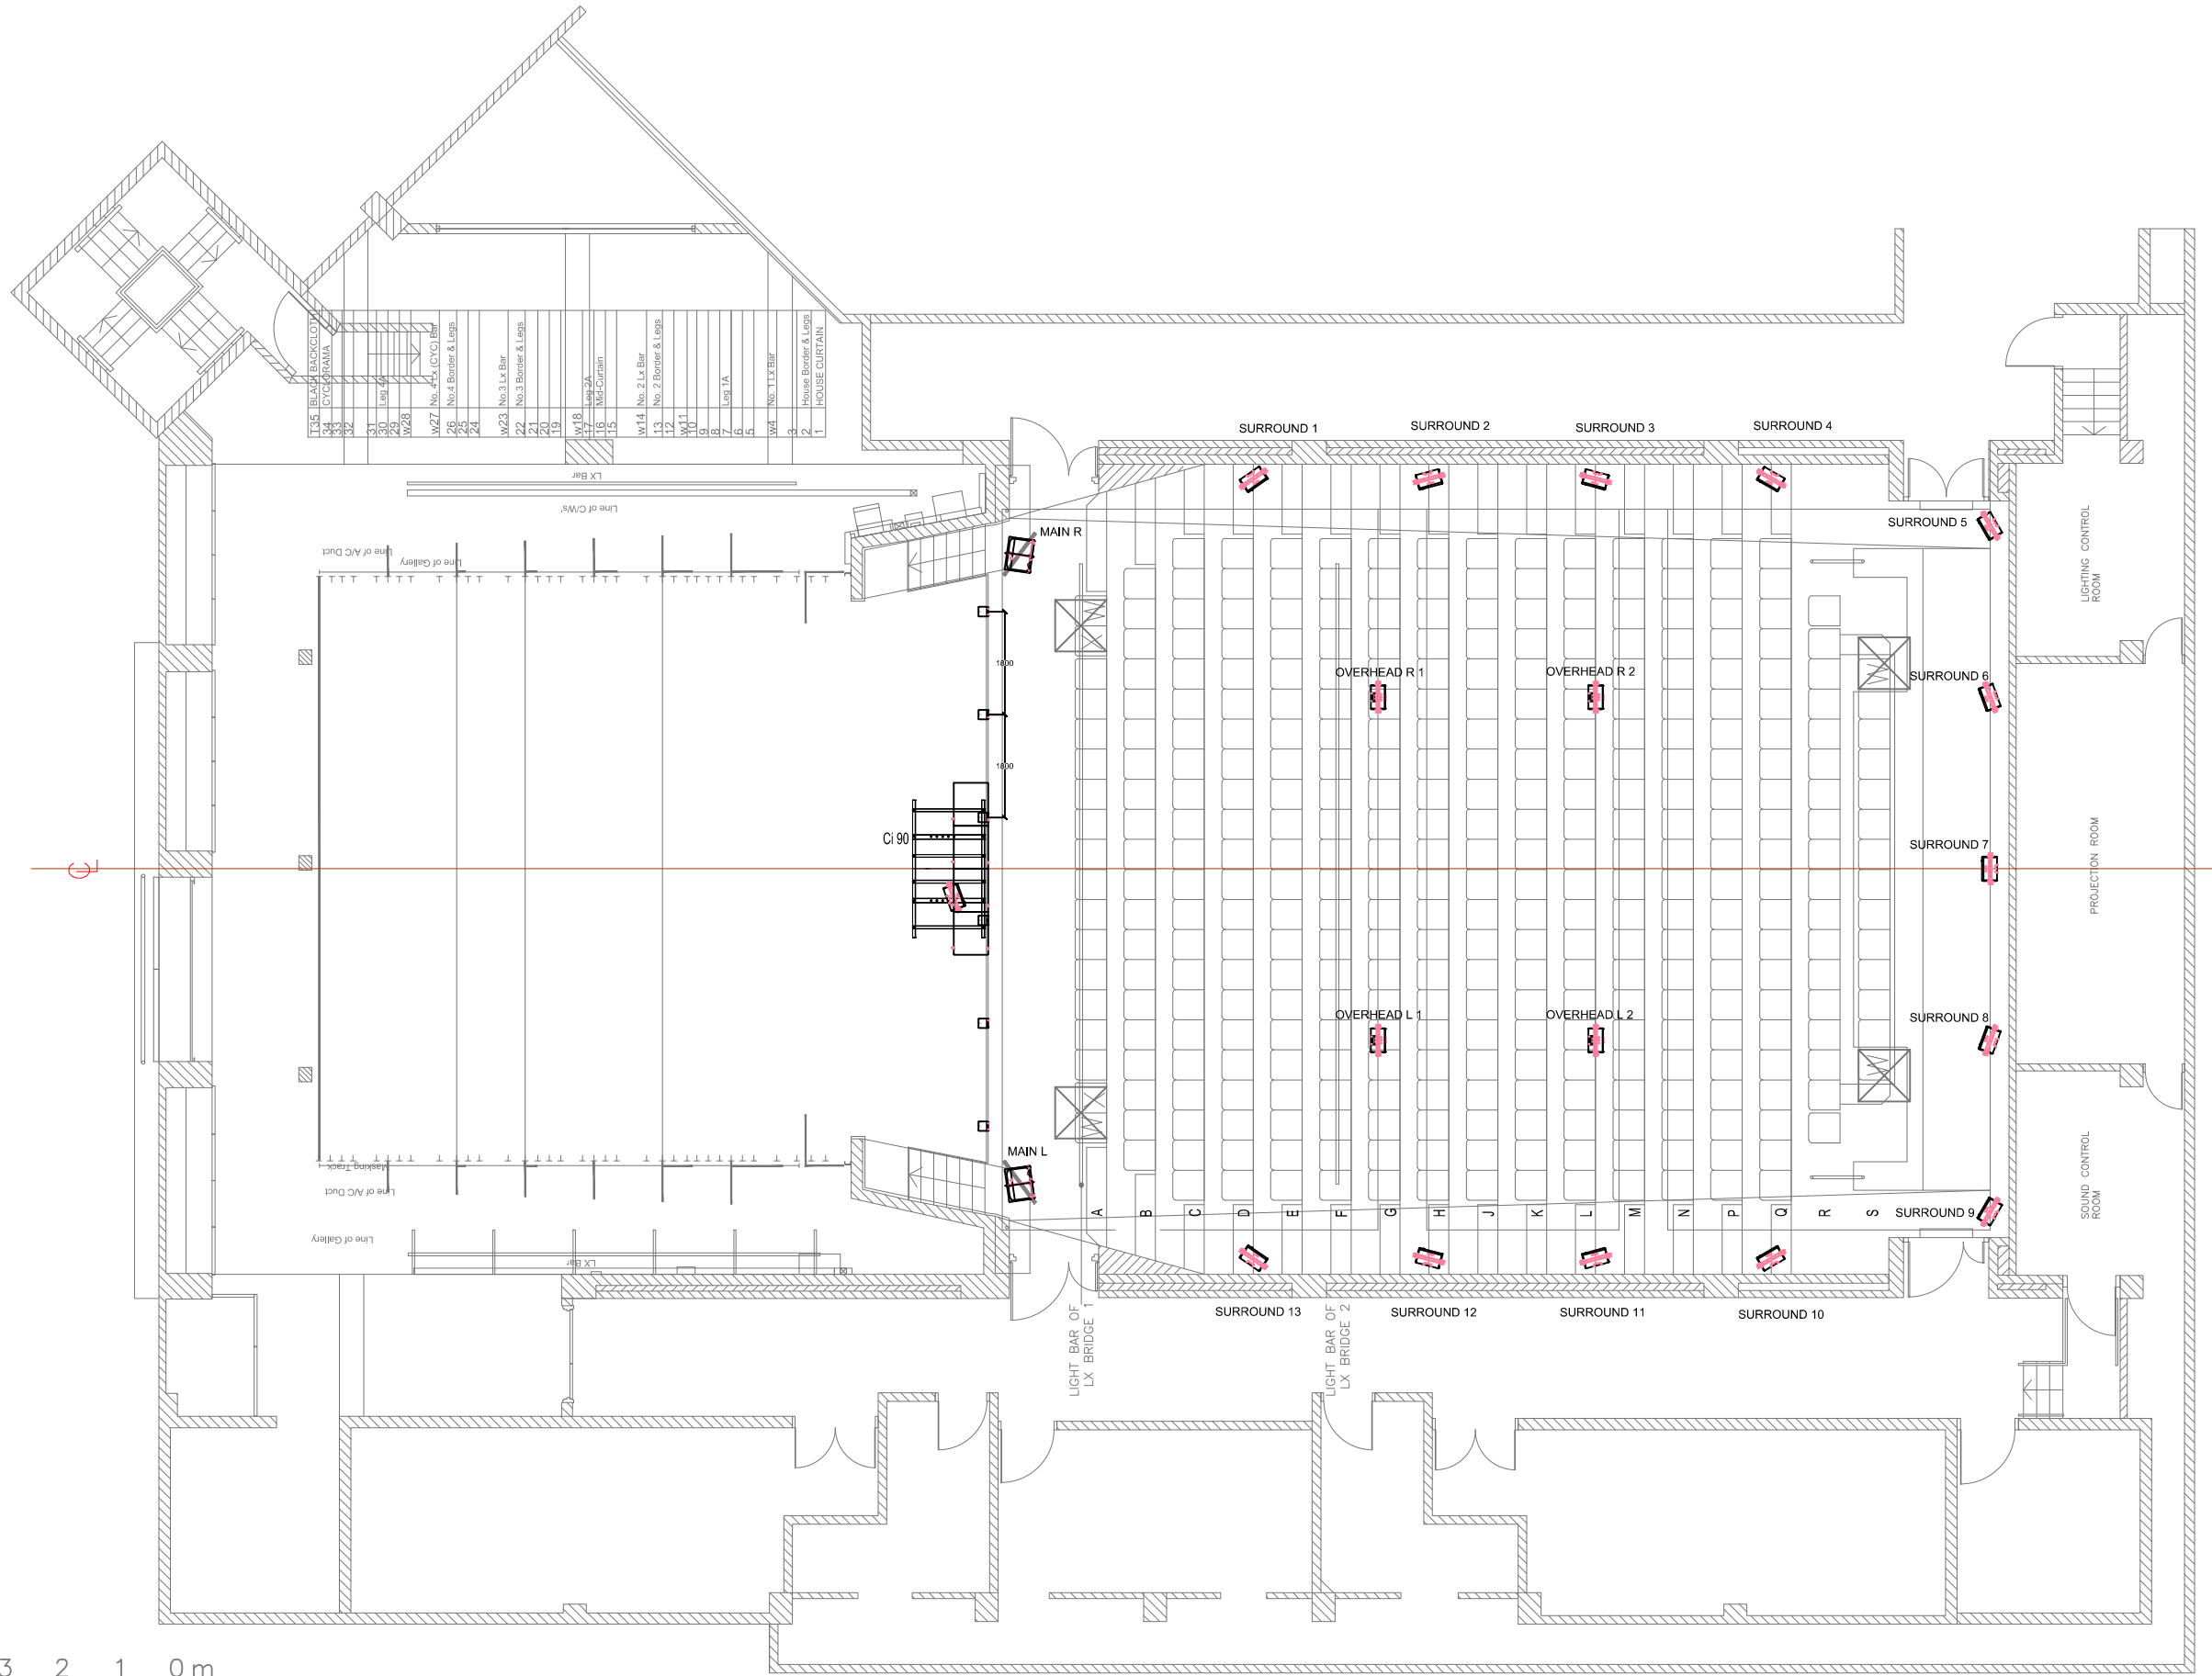 T35 BLACK BACKCLOTH
34 CYCLORAMA
33
32
31
30 Leg 4A
29
w28
w27 No.4 Lx (CYC) Bar
26 No.4 Border & Legs
25
24
w23 No.3 Lx Bar
22 No.3 Border & Legs
21
20
19
w18
17 Leg 2A
16 Mid-Curtain
15
w14 No. 2 Lx Bar
13 No.2 Border & Legs
12
w11
10
9
8
7 Leg 1A
6
5
w4 No. 1 Lx Bar
3
2 House Border & Legs
1 HOUSE CURTAIN
LX Bar
Line of C/Ws'
Line of A/C Duct
Line of Gallery
SURROUND 1
SURROUND 2
SURROUND 3
SURROUND 4
SURROUND 5
MAIN R
LIGHTING CONTROL
ROOM
1800
OVERHEAD R 1
OVERHEAD R 2
SURROUND 6
1800
Ci 90
SURROUND 7
CL
PROJECTION ROOM
OVERHEAD L 1
OVERHEAD L 2
SURROUND 8
MAIN L
Masking Track
Line of A/C Duct
Line of Gallery
LX Bar
A
B
C
D
E
F
G
H
J
K
L
M
N
P
Q
R
S
SURROUND 9
SOUND CONTROL
ROOM
SURROUND 13
SURROUND 12
SURROUND 11
SURROUND 10
LIGHT BAR OF
LX BRIDGE 1
LIGHT BAR OF
LX BRIDGE 2
3 2 1 0 m